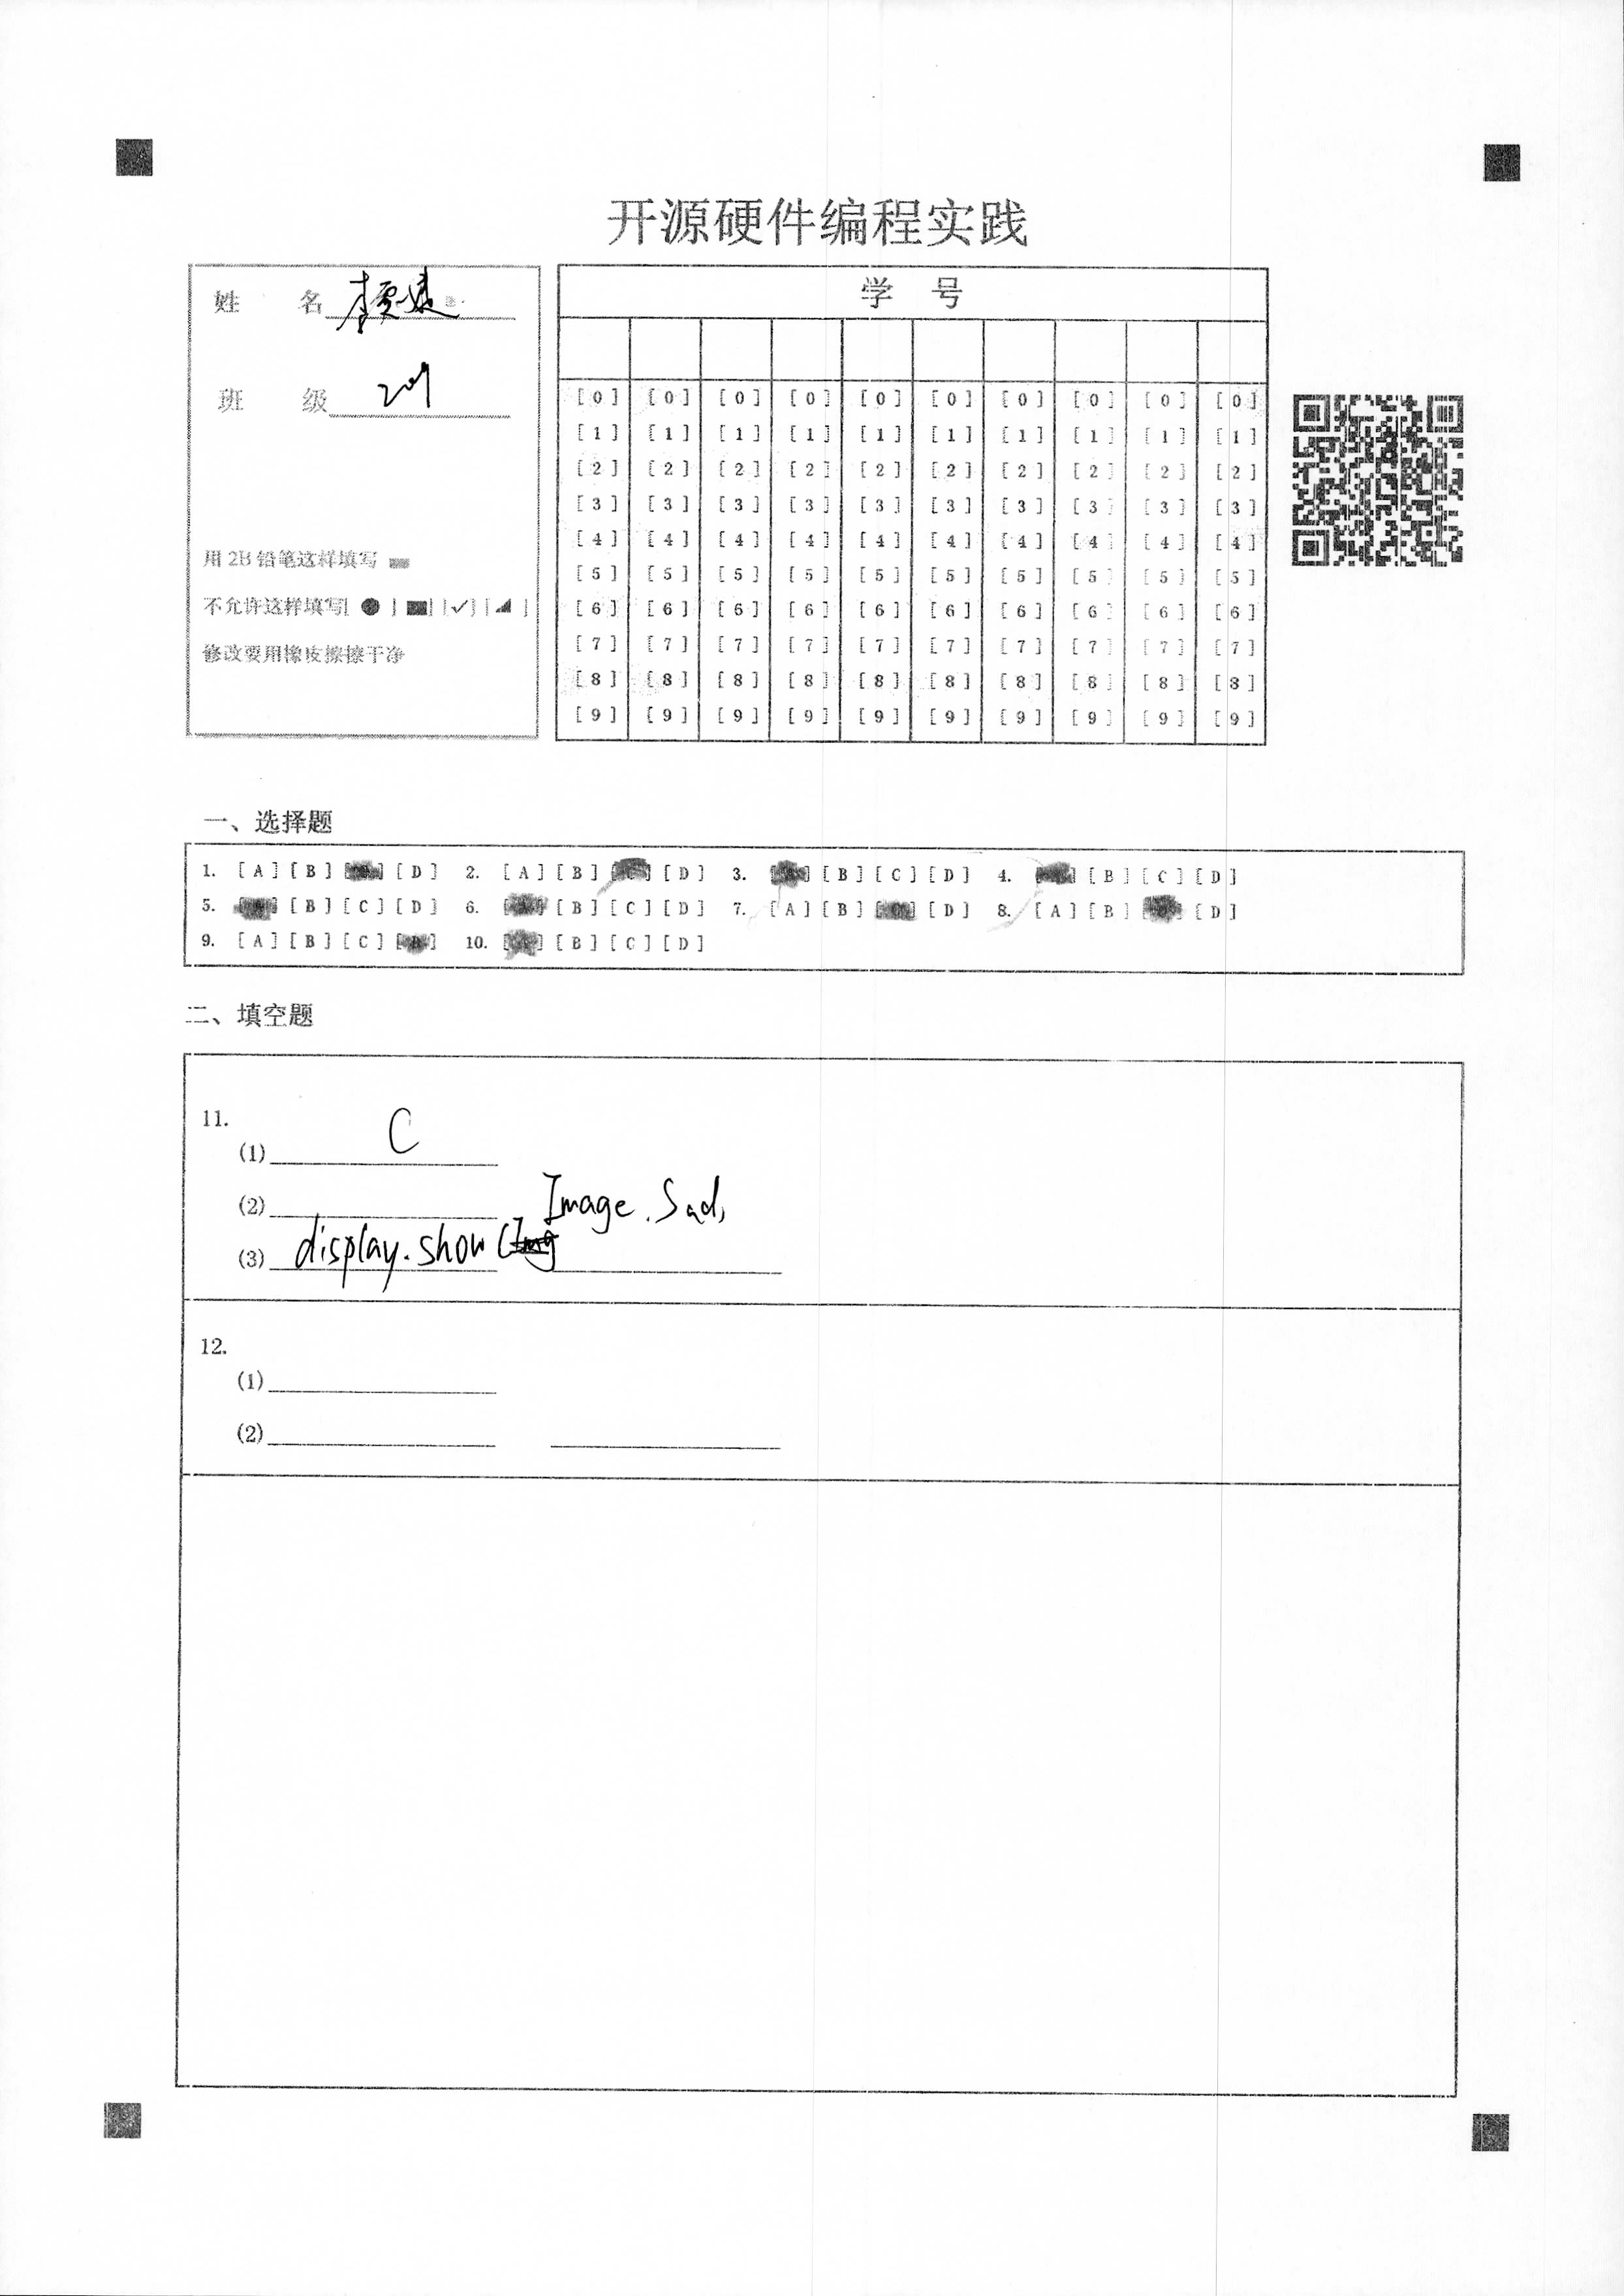 开源硬件编程实践
姓 名
班 级
用 2B 铅笔这样填写
不允许这样填写[ ● ] [■] [✓] [◢ ]
修改要用橡皮擦擦干净
学 号
[0] [0] [0] [0] [0] [0] [0] [0] [0] [0]
[1] [1] [1] [1] [1] [1] [1] [1] [1] [1]
[2] [2] [2] [2] [2] [2] [2] [2] [2] [2]
[3] [3] [3] [3] [3] [3] [3] [3] [3] [3]
[4] [4] [4] [4] [4] [4] [4] [4] [4] [4]
[5] [5] [5] [5] [5] [5] [5] [5] [5] [5]
[6] [6] [6] [6] [6] [6] [6] [6] [6] [6]
[7] [7] [7] [7] [7] [7] [7] [7] [7] [7]
[8] [8] [8] [8] [8] [8] [8] [8] [8] [8]
[9] [9] [9] [9] [9] [9] [9] [9] [9] [9]
一、选择题
1. [A] [B] [D] 2. [A] [B] [D] 3. [B] [C] [D] 4. [B] [C] [D]
5. [B] [C] [D] 6. [B] [C] [D] 7. [A] [B] [D] 8. [A] [B] [D]
9. [A] [B] [C] 10. [B] [C] [D]
二、填空题
11.
(1) C
(2)
(3) display.show ( Image.Sad,
12.
(1)
(2)